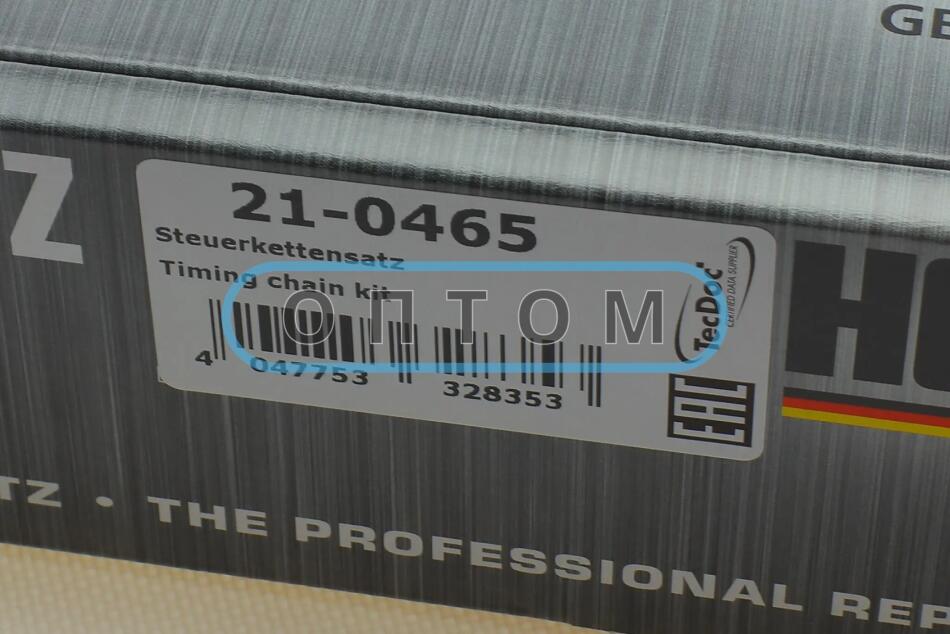 GE
Z
21-0465
Steuerkettensatz
Timing chain kit
ОПТОМ
4 047753 328353
TecDoc
CERTIFIED DATA SUPPLIER
EAC
HO
TZ • THE PROFESSIONAL REP